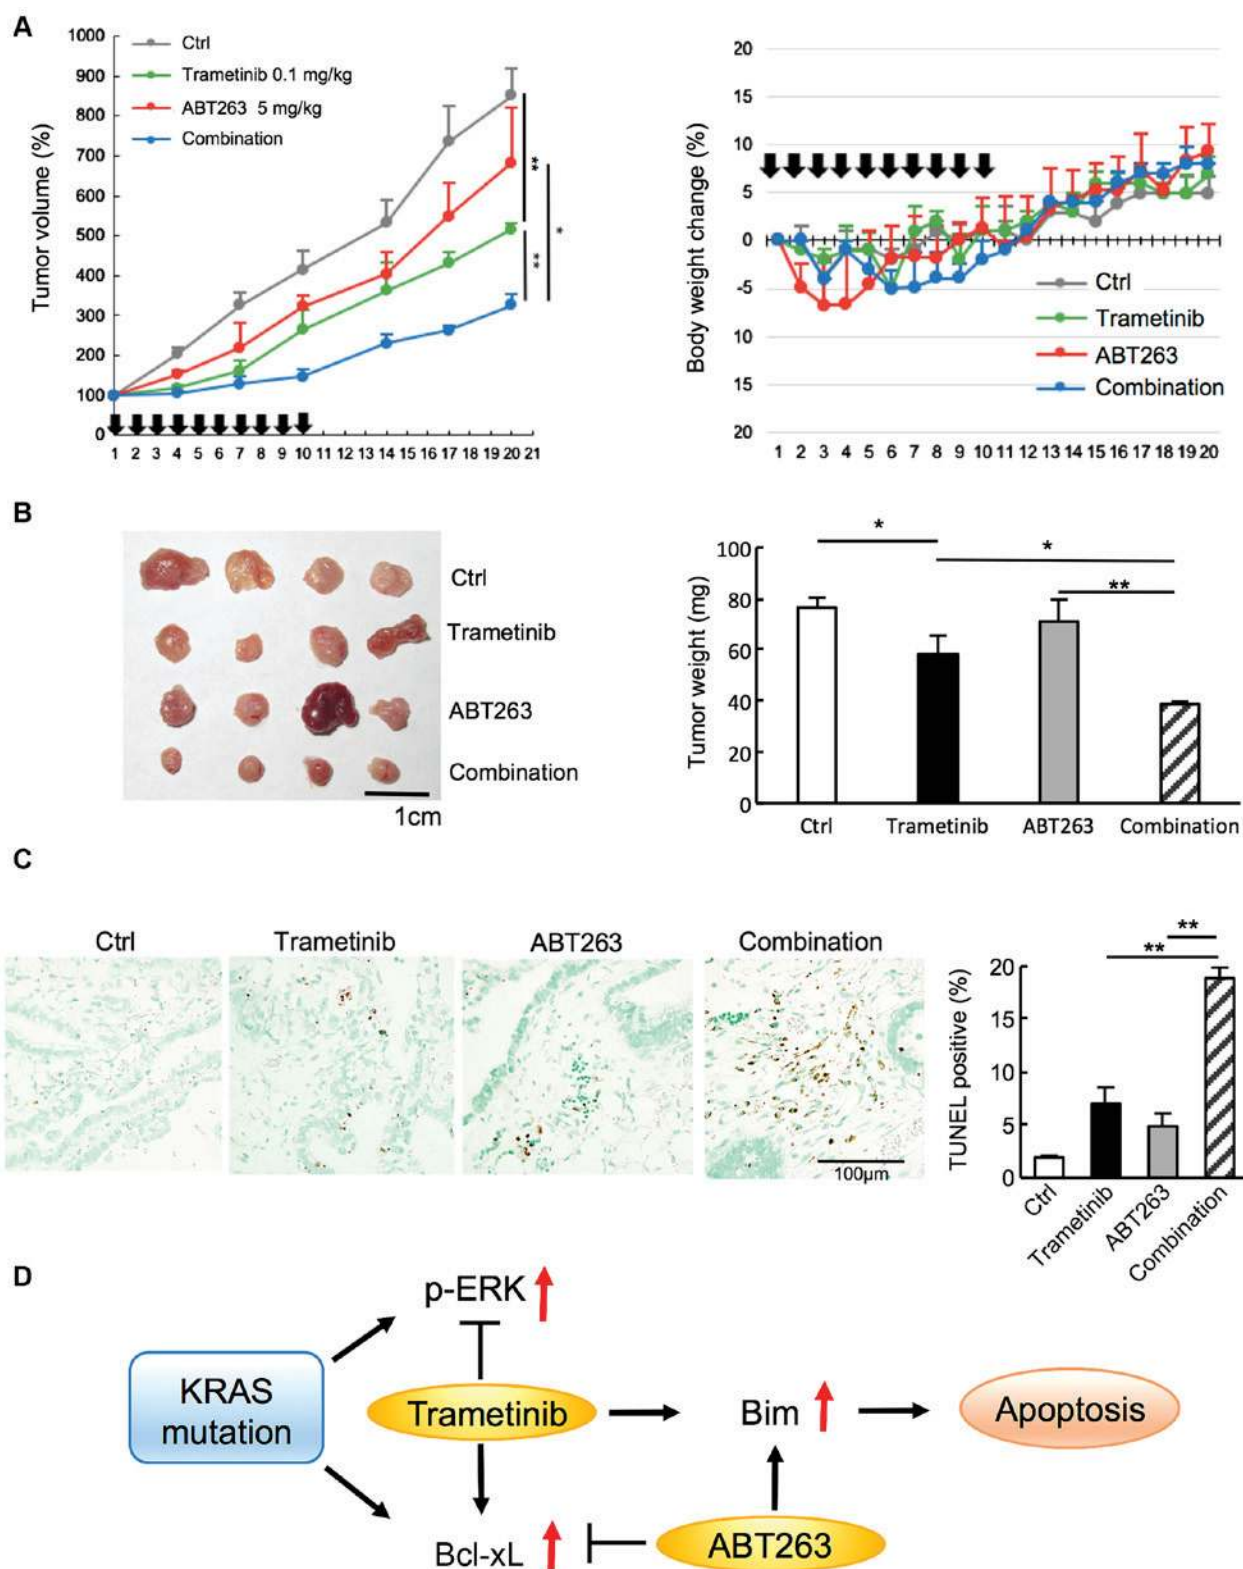 A
Tumor volume (%)
1000
900
800
700
600
500
400
300
200
100
0
Ctrl
Trametinib 0.1 mg/kg
ABT263 5 mg/kg
Combination
**
*
**
1 2 3 4 5 6 7 8 9 10 11 12 13 14 15 16 17 18 19 20 21
Body weight change (%)
20
15
10
5
0
-5
10
15
20
Ctrl
Trametinib
ABT263
Combination
1 2 3 4 5 6 7 8 9 10 11 12 13 14 15 16 17 18 19 20
B
Ctrl
Trametinib
ABT263
Combination
1cm
Tumor weight (mg)
100
80
60
40
20
0
*
*
**
Ctrl Trametinib ABT263 Combination
C
Ctrl Trametinib ABT263 Combination
100μm
TUNEL positive (%)
20
15
10
5
0
**
**
Ctrl
Trametinib
ABT263
Combination
D
p-ERK
KRAS
mutation
Trametinib
Bim
Apoptosis
Bcl-xL
ABT263